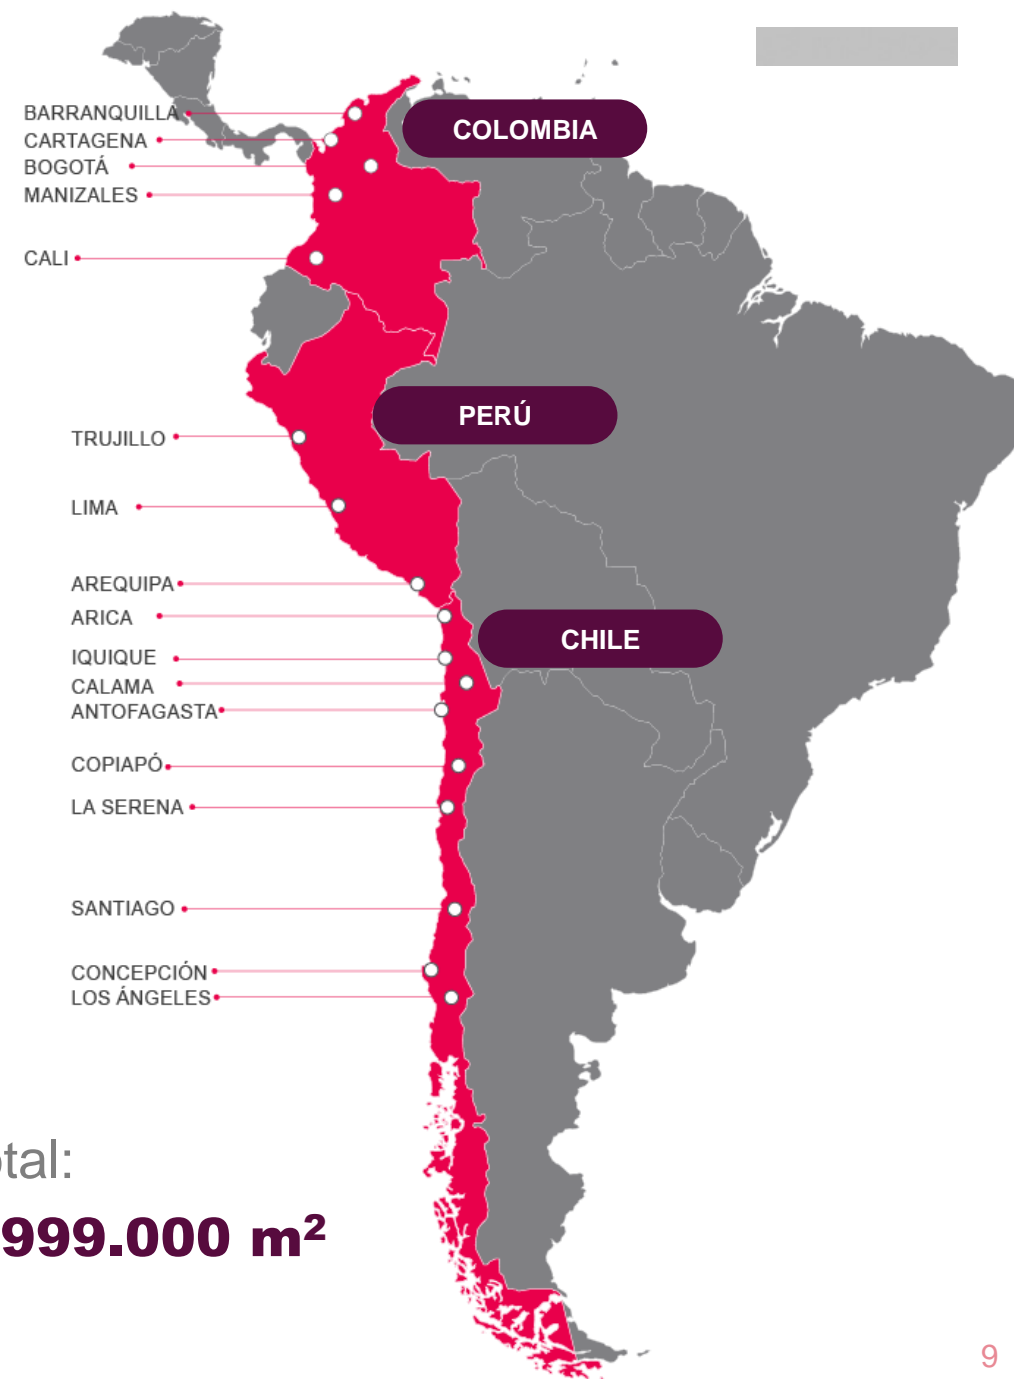 BARRANQUILLA
CARTAGENA
BOGOTÁ
MANIZALES
CALI
COLOMBIA
PERÚ
TRUJILLO
LIMA
AREQUIPA
ARICA
IQUIQUE
CALAMA
ANTOFAGASTA
CHILE
COPIAPÓ
LA SERENA
SANTIAGO
CONCEPCIÓN
LOS ÁNGELES
otal:
999.000 m²
9